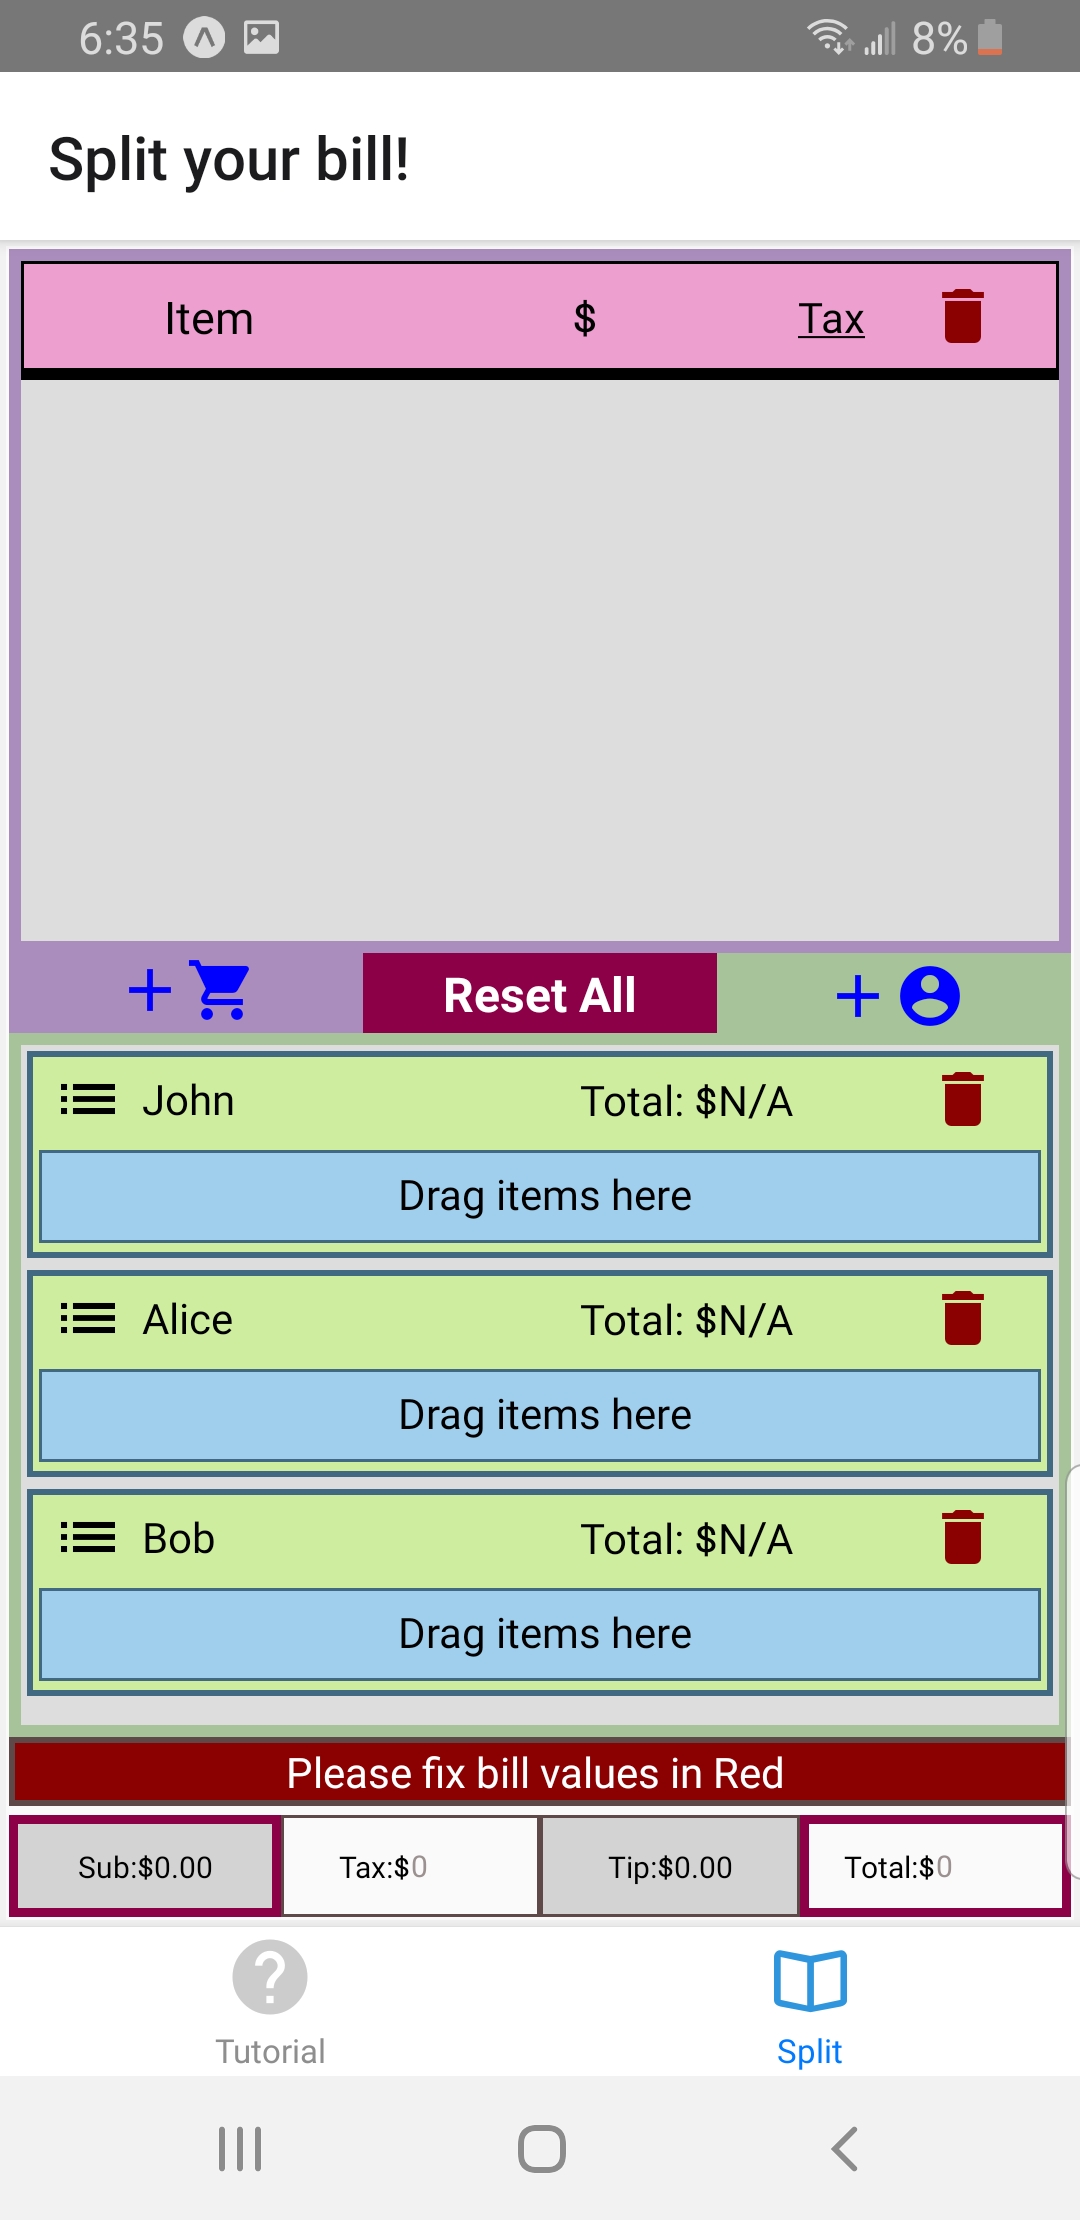 6:35 8%
Split your bill!
Item $ Tax
Reset All
John Total: $N/A
Drag items here
Alice Total: $N/A
Drag items here
Bob Total: $N/A
Drag items here
Please fix bill values in Red
Sub:$0.00 Tax:$0 Tip:$0.00 Total:$0
Tutorial Split